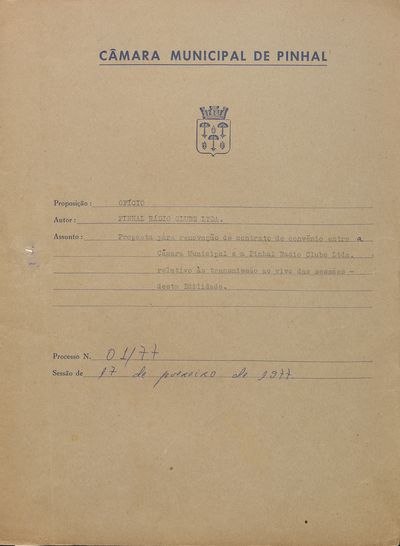 CÂMARA MUNICIPAL DE PINHAL
Proposição: OFÍCIO
Autor: PINHAL RÁDIO CLUBE LTDA.
Assunto: Proposta para renovação de contrato de convênio entre a
Câmara Municipal e a Pinhal Radio Clube Ltda.
relativo às transmissão ao vivo das sessões -
desta Edilidade.
Processo N. 01/77
Sessão de 17 de fevereiro de 1977